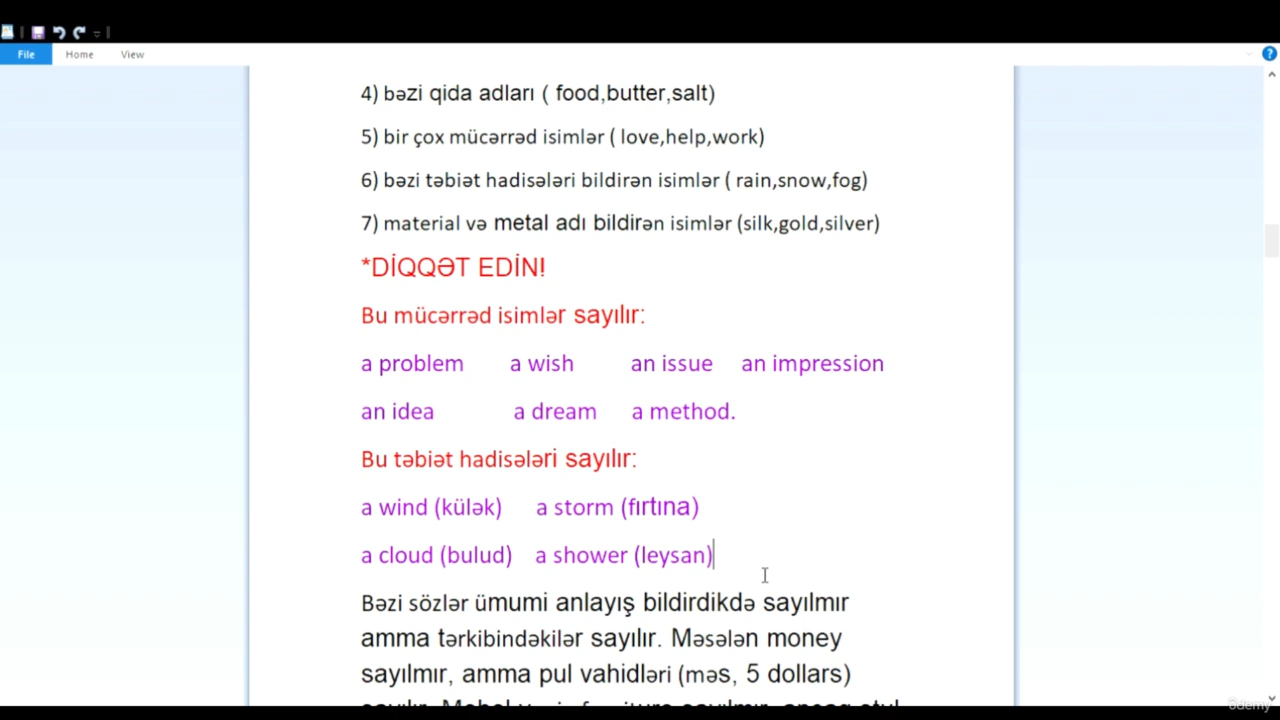 File Home View
4) bəzi qida adları ( food,butter,salt)
5) bir çox mücərrəd isimlər ( love,help,work)
6) bəzi təbiət hadisələri bildirən isimlər ( rain,snow,fog)
7) material və metal adı bildirən isimlər (silk,gold,silver)
*DİQQƏT EDİN!
Bu mücərrəd isimlər sayılır:
a problem a wish an issue an impression
an idea a dream a method.
Bu təbiət hadisələri sayılır:
a wind (külək) a storm (fırtına)
a cloud (bulud) a shower (leysan)
Bəzi sözlər ümumi anlayış bildirdikdə sayılmır
amma tərkibindəkilər sayılır. Məsələn money
sayılmır, amma pul vahidləri (məs, 5 dollars)
udemy